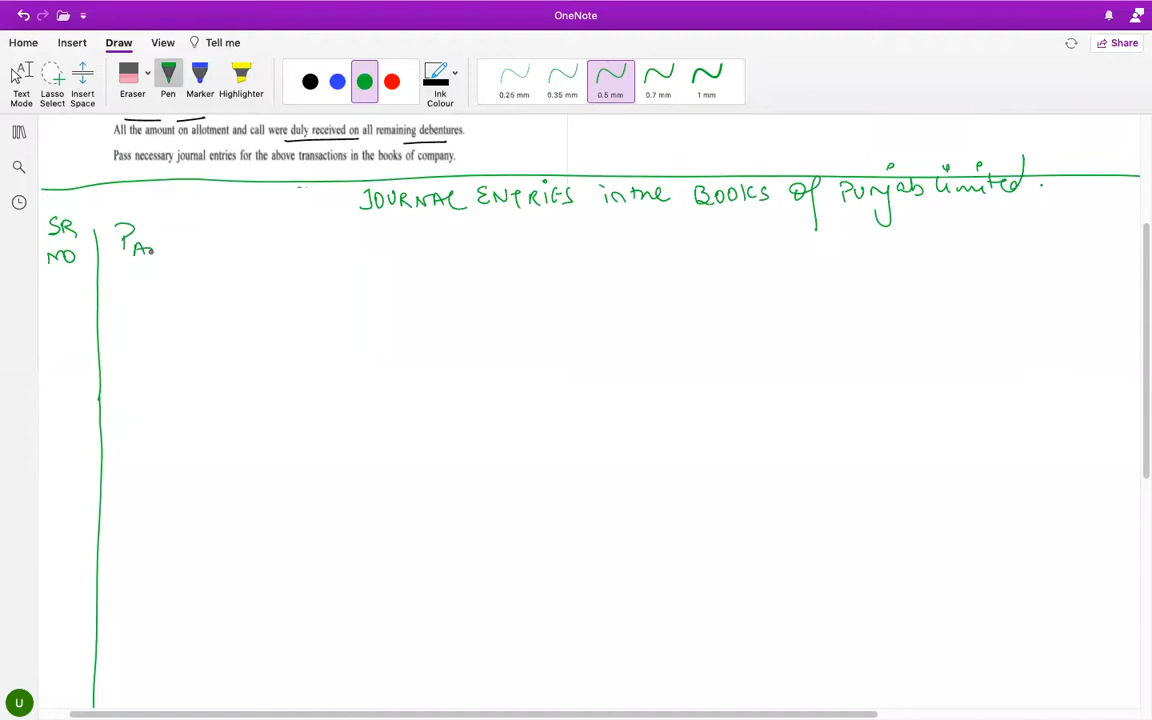 OneNote
Home Insert Draw View Tell me Share
Text Mode Lasso Select Insert Space Eraser Pen Marker Highlighter Ink Colour 0.25 mm 0.35 mm 0.5 mm 0.7 mm 1 mm
All the amount on allotment and call were duly received on all remaining debentures.
Pass necessary journal entries for the above transactions in the books of company.
JOURNAL ENTRIES in the BOOKS of Punjab limited.
SR
NO
PA
U